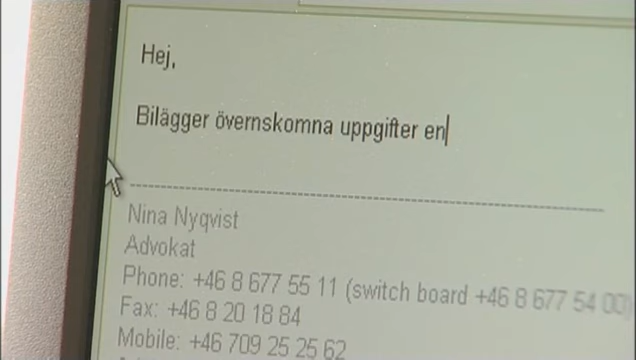 Hej,
Bilägger övernskomna uppgifter en
Nina Nyqvist
Advokat
Phone: +46 8 677 55 11 (switch board +46 8 677 54 00)
Fax: +46 8 20 18 84
Mobile: +46 709 25 25 62